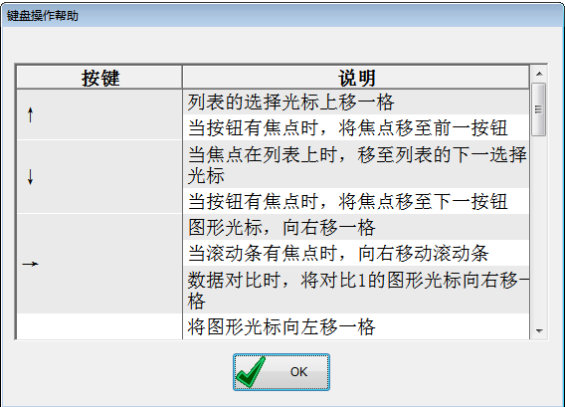 键盘操作帮助
按键 说明
↑ 列表的选择光标上移一格
当按钮有焦点时，将焦点移至前一按钮
↓ 当焦点在列表上时，移至列表的下一选择
光标
当按钮有焦点时，将焦点移至下一按钮
→ 图形光标，向右移一格
当滚动条有焦点时，向右移动滚动条
数据对比时，将对比1的图形光标向右移一
格
将图形光标向左移一格
OK